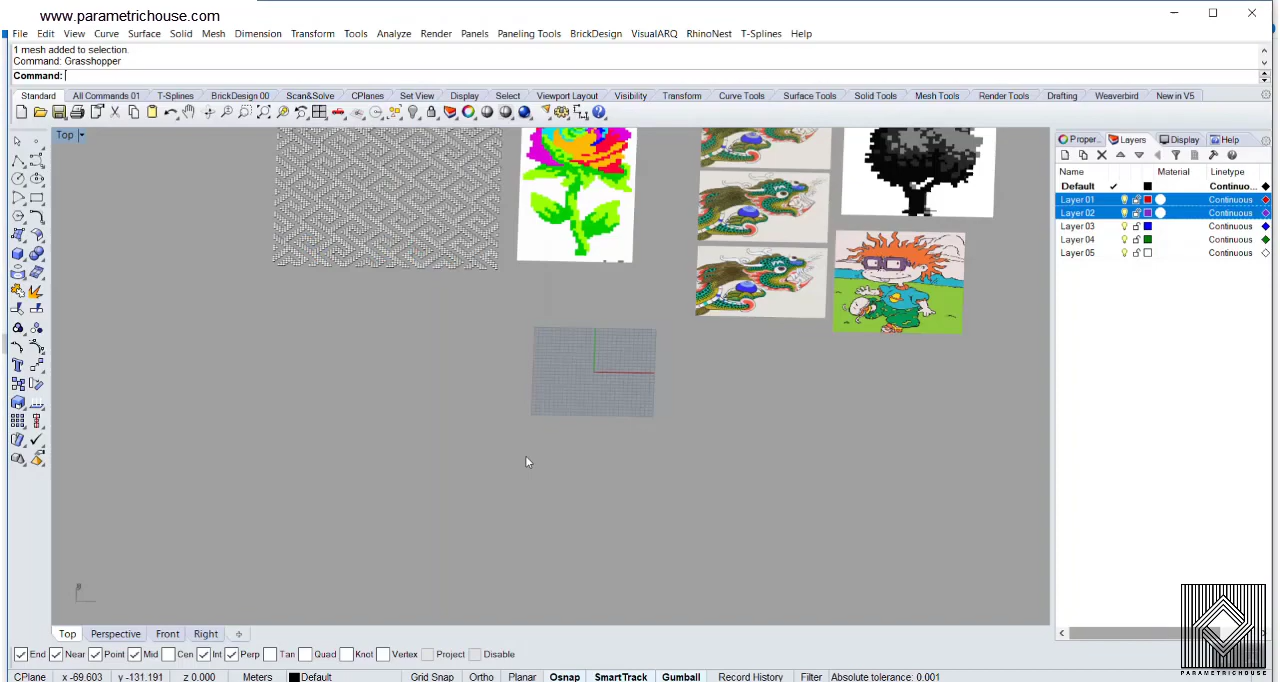 www.parametrichouse.com
File Edit View Curve Surface Solid Mesh Dimension Transform Tools Analyze Render Panels Paneling Tools BrickDesign VisualARQ RhinoNest T-Splines Help
1 mesh added to selection.
Command: Grasshopper
Command:
Standard All Commands 01 T-Splines BrickDesign 00 Scan&Solve CPlanes Set View Display Select Viewport Layout Visibility Transform Curve Tools Surface Tools Solid Tools Mesh Tools Render Tools Drafting Weaverbird New in V5
Top
Proper... Layers Display Help
Name Material Linetype
Default Continuo...
Layer 01 Continuous
Layer 02 Continuous
Layer 03 Continuous
Layer 04 Continuous
Layer 05 Continuous
Top Perspective Front Right
End Near Point Mid Cen Int Perp Tan Quad Knot Vertex Project Disable
CPlane x -69.603 y -131.191 z 0.000 Meters Default Grid Snap Ortho Planar Osnap SmartTrack Gumball Record History Filter Absolute tolerance: 0.001
PARAMETRICHOUSE